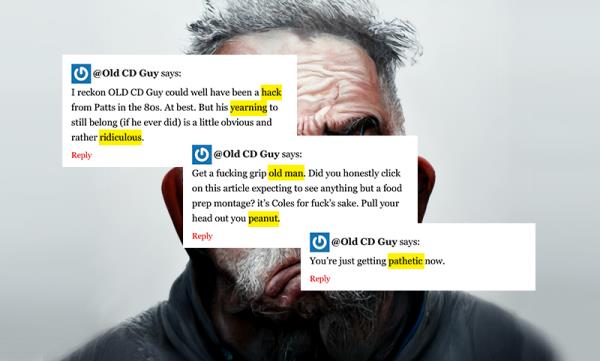 @Old CD Guy says:
I reckon OLD CD Guy could well have been a hack
from Patts in the 80s. At best. But his yearning to
still belong (if he ever did) is a little obvious and
rather ridiculous.
Reply
@Old CD Guy says:
Get a fucking grip old man. Did you honestly click
on this article expecting to see anything but a food
prep montage? it’s Coles for fuck’s sake. Pull your
head out you peanut.
Reply
@Old CD Guy says:
You’re just getting pathetic now.
Reply